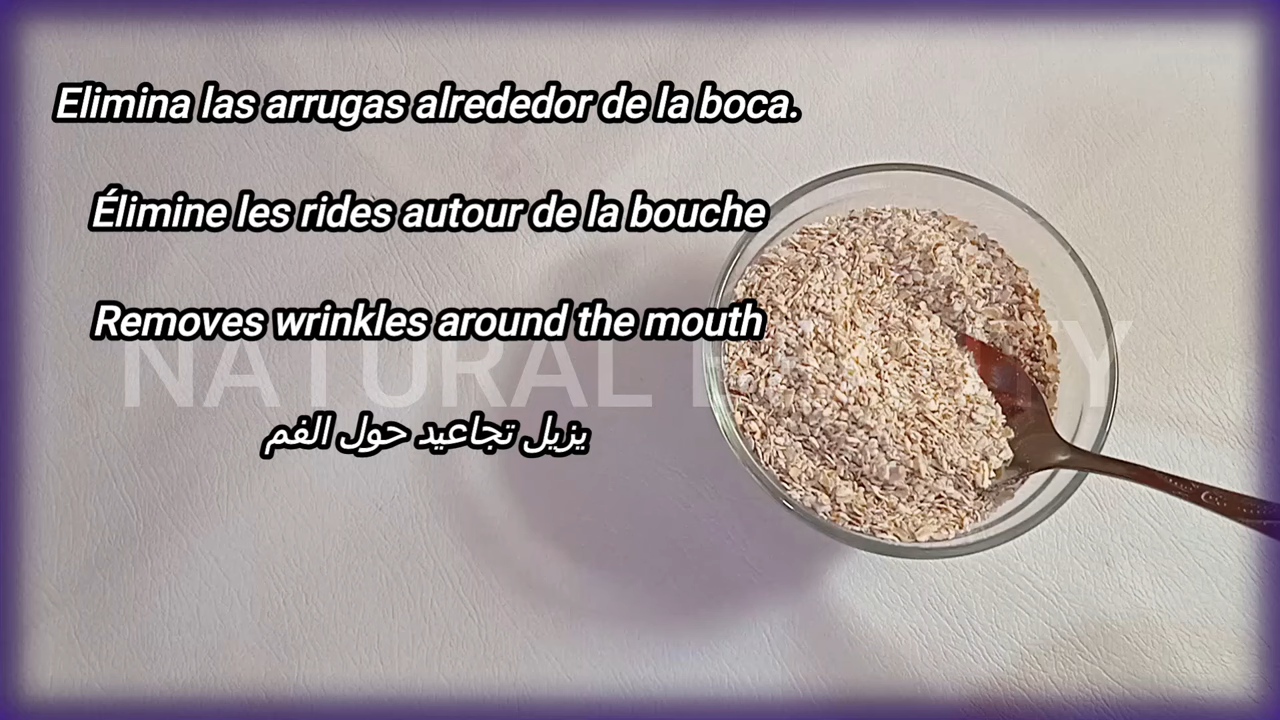 Elimina las arrugas alrededor de la boca.
Élimine les rides autour de la bouche
Removes wrinkles around the mouth
NATURAL BEAUTY
يزيل تجاعيد حول الفم